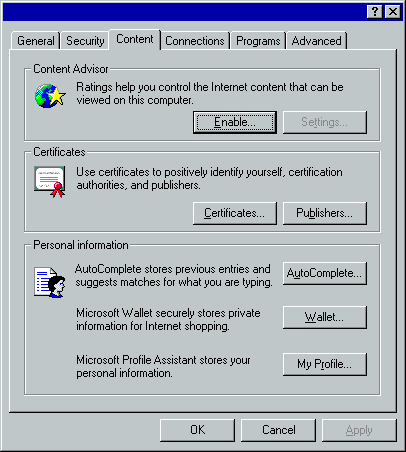 General Security Content Connections Programs Advanced
Content Advisor
Ratings help you control the Internet content that can be
viewed on this computer.
Enable... Settings...
Certificates
Use certificates to positively identify yourself, certification
authorities, and publishers.
Certificates... Publishers...
Personal information
AutoComplete stores previous entries and
suggests matches for what you are typing.
AutoComplete...
Microsoft Wallet securely stores private
information for Internet shopping.
Wallet...
Microsoft Profile Assistant stores your
personal information.
My Profile...
OK Cancel Apply